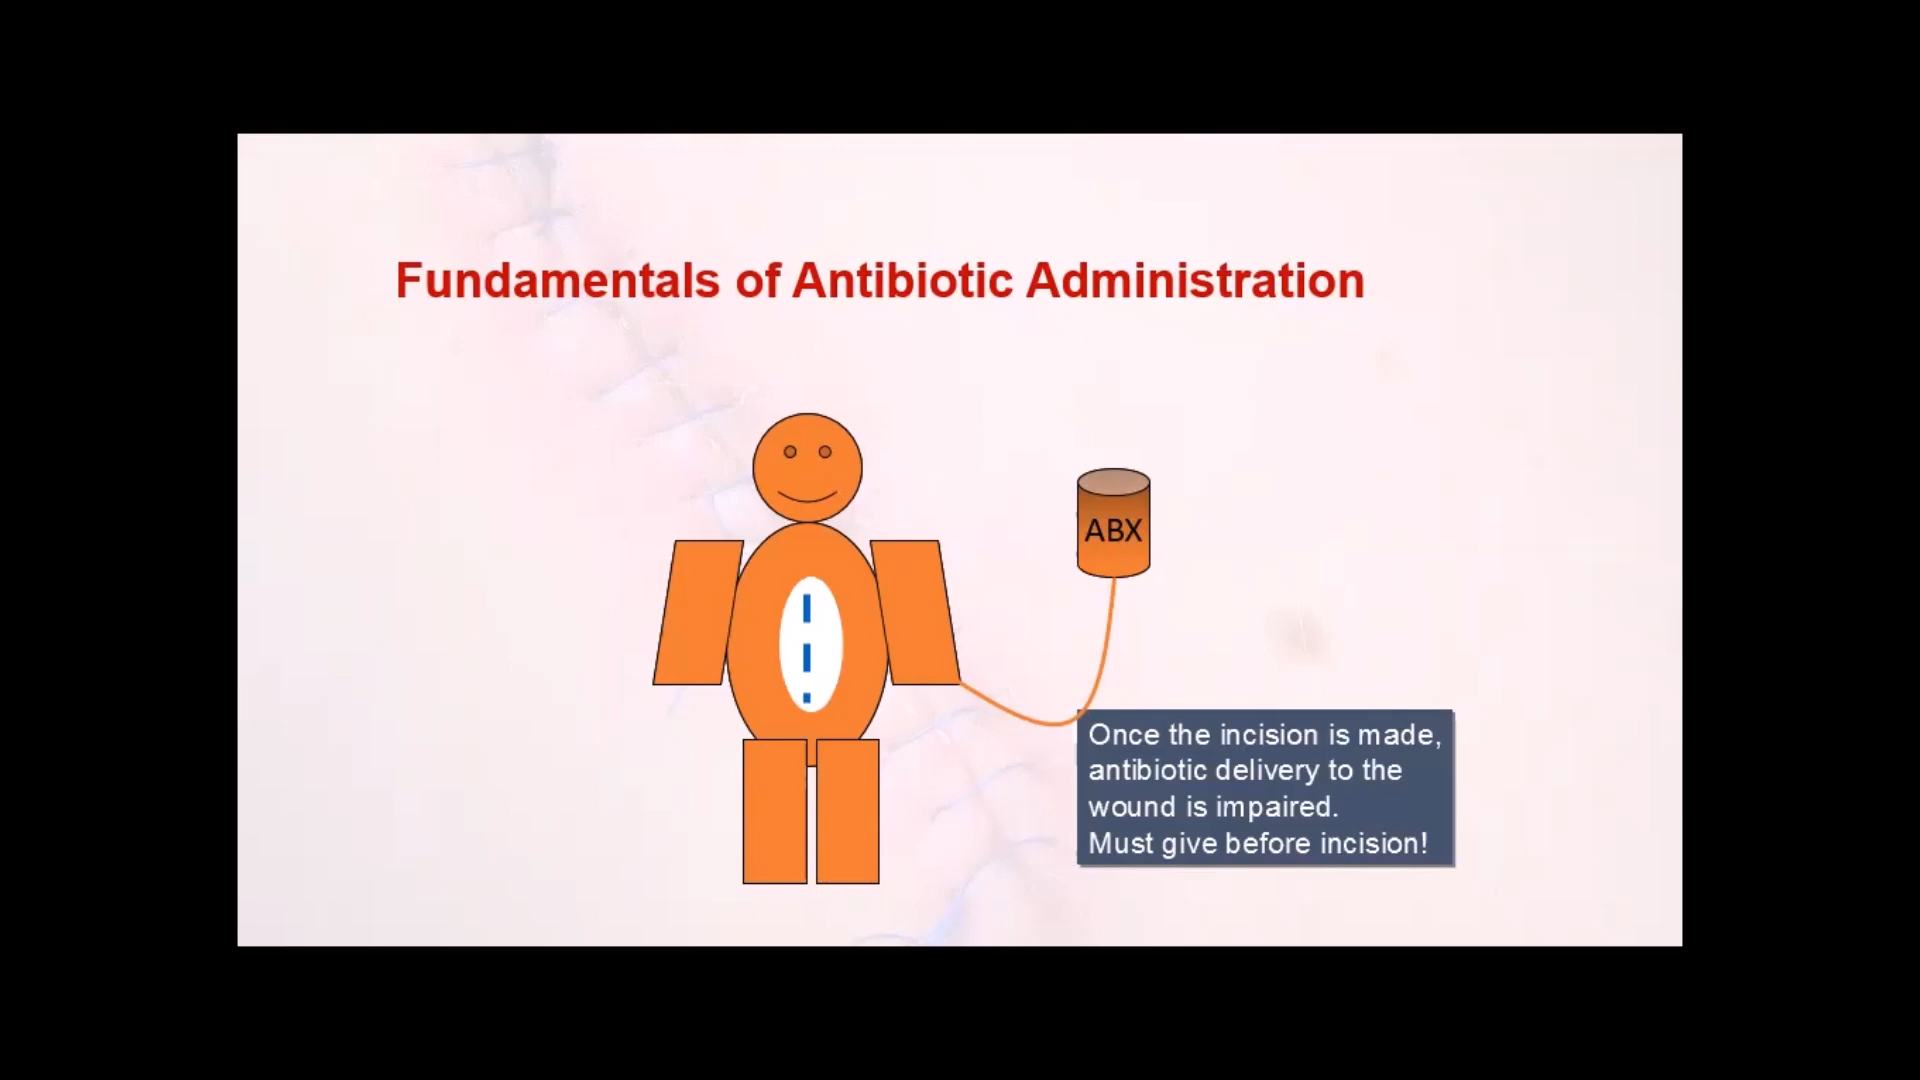 Fundamentals of Antibiotic Administration
ABX
Once the incision is made,
antibiotic delivery to the
wound is impaired.
Must give before incision!